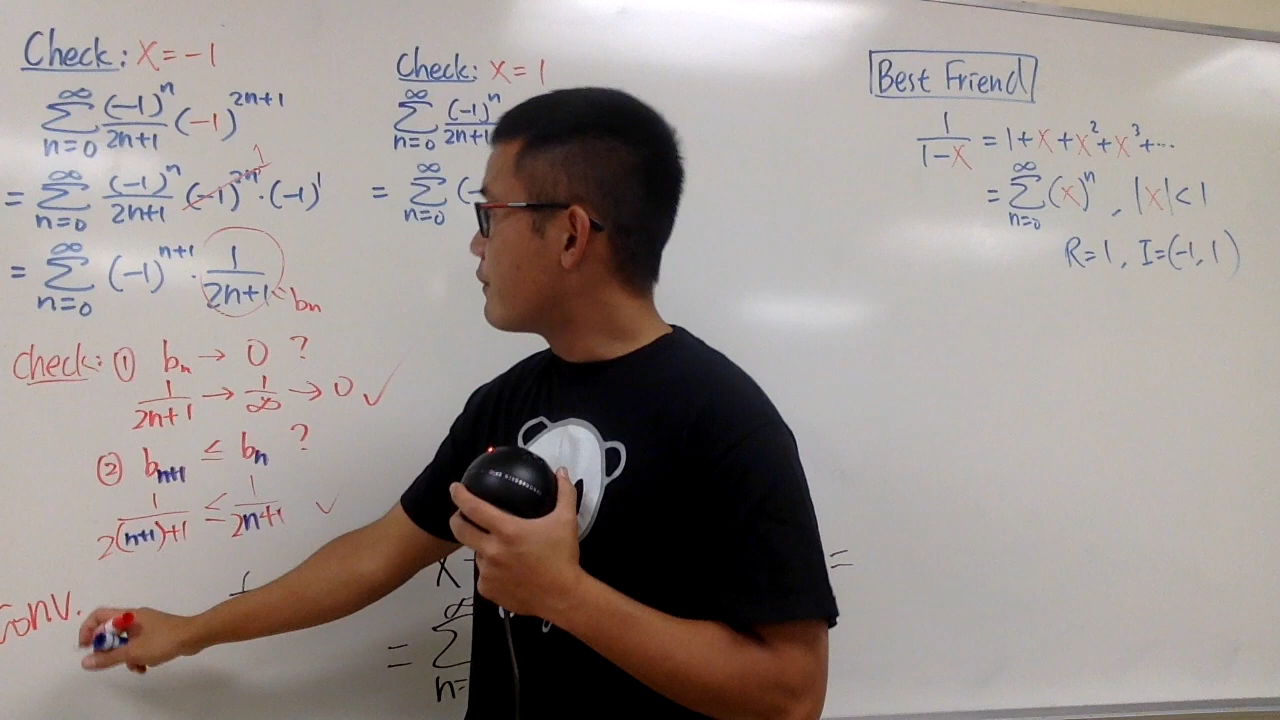 Check: x = -1
∞
∑ (-1)^n/(2n+1) (-1)^(2n+1)
n=0
= ∞
∑ (-1)^n/(2n+1) (-1)^(2n) · (-1)^1
n=0
1
= ∞
∑ (-1)^(n+1) · 1/(2n+1) ← bn
n=0
Check: ① bn → 0 ?
1/(2n+1) → 1/∞ → 0 ✓
② bn+1 ≤ bn ?
1/(2(n+1)+1) ≤ 1/(2n+1) ✓
Conv.
Check: x = 1
∞
∑ (-1)^n/(2n+1
n=0
= ∞
∑ (-
n=0
x -
= ∞
∑
n=
=
Best Friend
1/(1-x) = 1+x+x²+x³+...
= ∞
∑ (x)^n , |x|<1
n=0
R=1, I=(-1, 1)